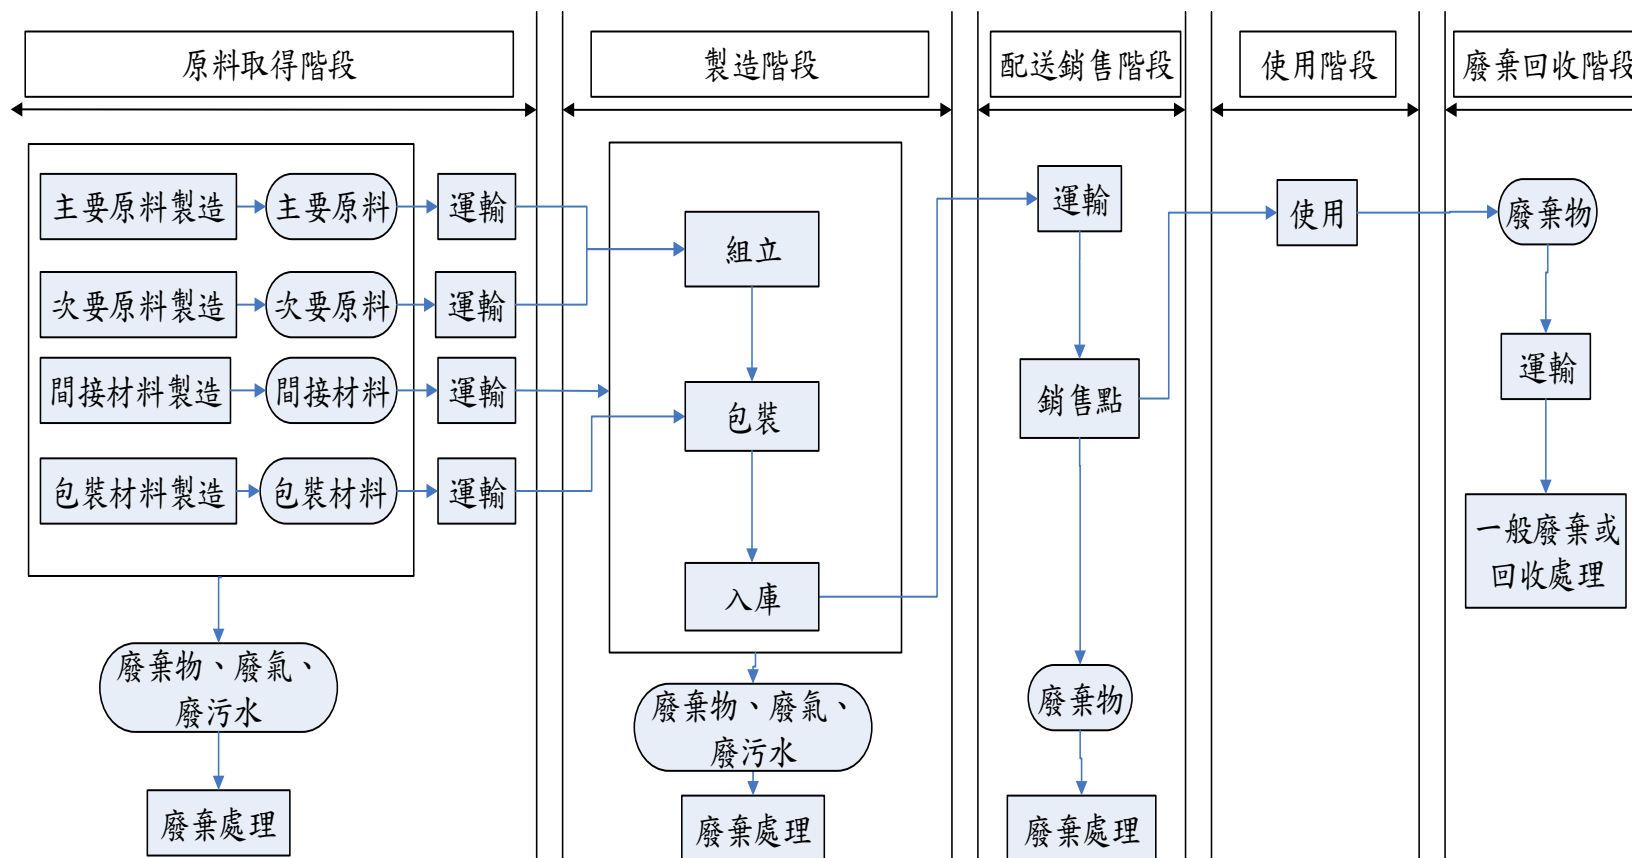 原料取得階段
製造階段
配送銷售階段
使用階段
廢棄回收階段
主要原料製造
主要原料
運輸
次要原料製造
次要原料
運輸
間接材料製造
間接材料
運輸
包裝材料製造
包裝材料
運輸
廢棄物、廢氣、
廢污水
廢棄處理
組立
包裝
入庫
廢棄物、廢氣、
廢污水
廢棄處理
運輸
銷售點
廢棄物
廢棄處理
使用
廢棄物
運輸
一般廢棄或
回收處理